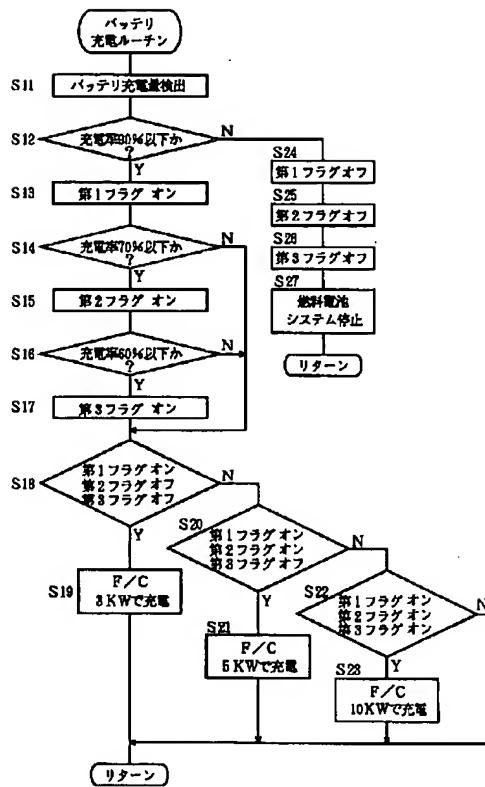 バッテリ
充電ルーチン
S11
バッテリ充電量検出
S12
充電率90%以下か
?
N
Y
S13
第1フラグ オン
S14
充電率70%以下か
?
N
Y
S15
第2フラグ オン
S16
充電率60%以下か
?
N
Y
S17
第3フラグ オン
S24
第1フラグオフ
S25
第2フラグオフ
S26
第3フラグオフ
S27
燃料電池
システム停止
リターン
S18
第1フラグ オン
第2フラグ オフ
第3フラグ オフ
N
Y
S19
F/C
3KWで充電
S20
第1フラグ オン
第2フラグ オン
第3フラグ オフ
N
Y
S21
F/C
5KWで充電
S22
第1フラグ オン
第2フラグ オン
第3フラグ オン
N
Y
S23
F/C
10KWで充電
リターン